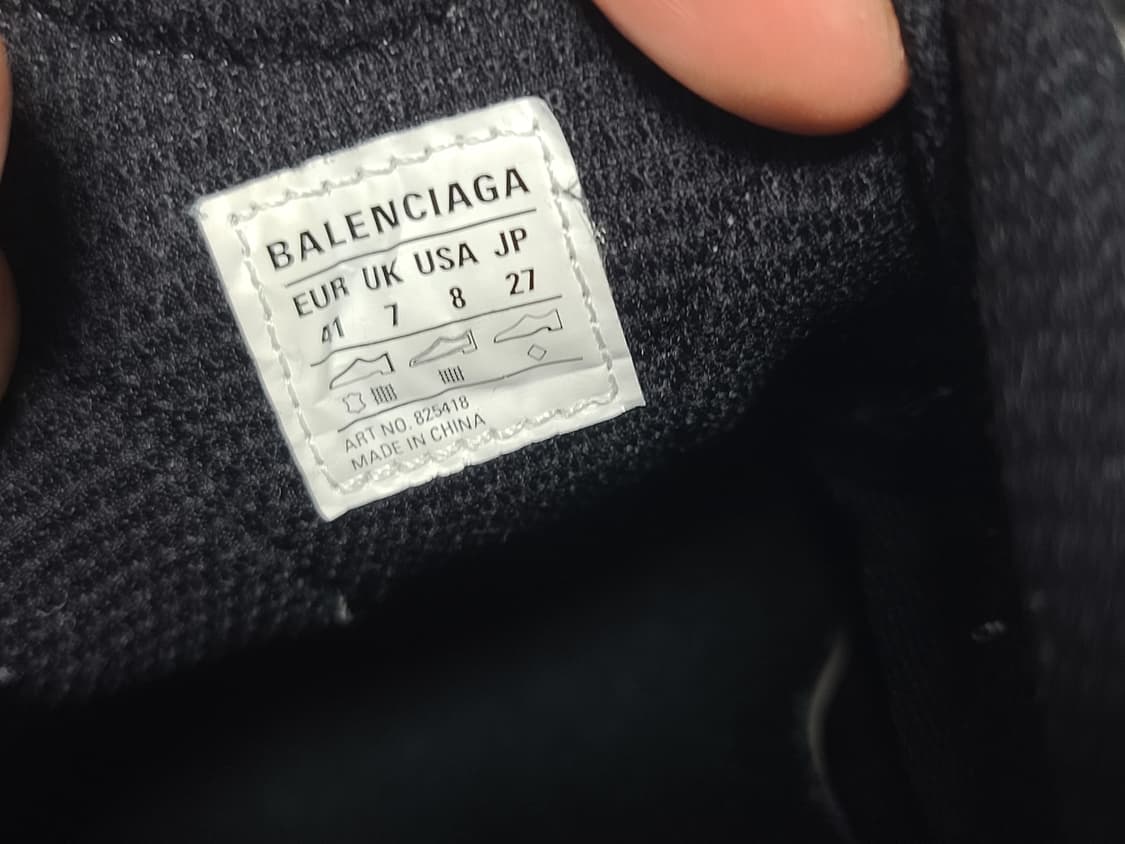 BALENCIAGA
EUR UK USA JP
41 7 8 27
ART NO. 825418
MADE IN CHINA